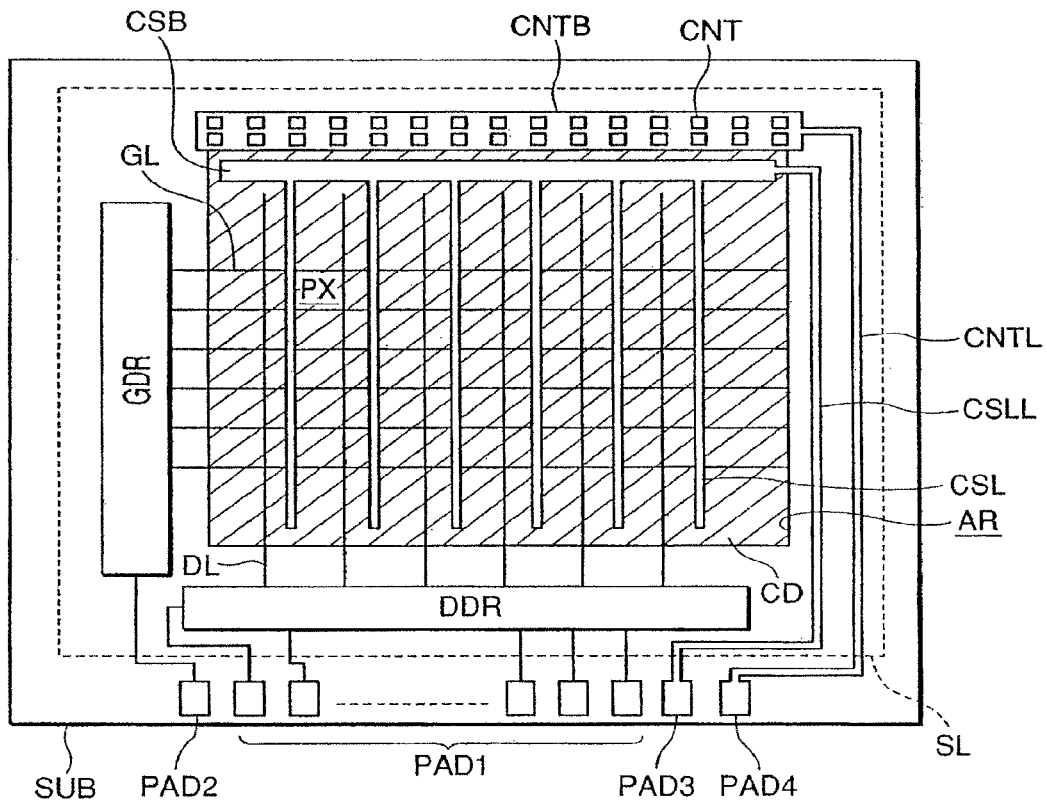 CSB
CNTB
CNT
GL
PX
GDR
CNTL
CSLL
CSL
AR
DL
CD
DDR
SL
PAD1
SUB
PAD2
PAD3
PAD4